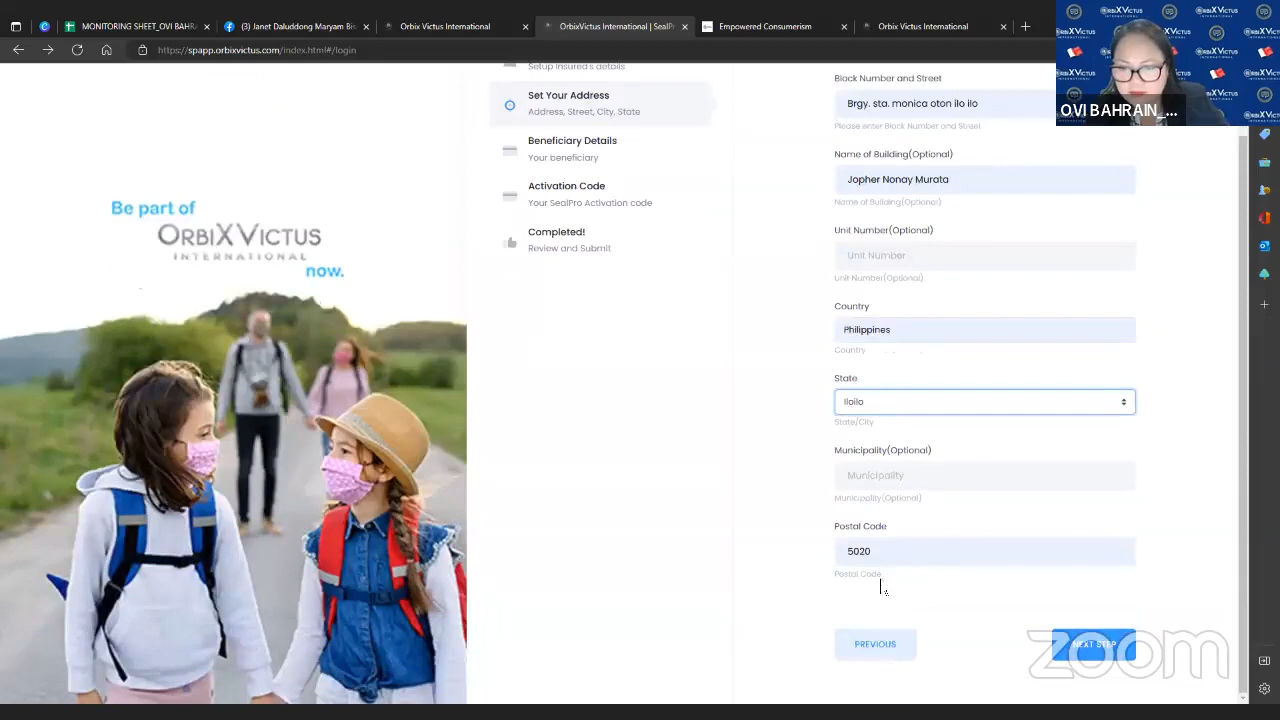 MONITORING SHEET_OVI BAHR
(3) Janet Daluddong Maryam Bi
Orbix Victus International
OrbixVictus International | SealP
Empowered Consumerism
Orbix Victus International
https://spapp.orbixvictus.com/index.html#/login
OVI BAHRAIN_...
Setup Insured's details
Set Your Address
Address, Street, City, State
Beneficiary Details
Your beneficiary
Activation Code
Your SealPro Activation code
Completed!
Review and Submit
Be part of
ORBIXVICTUS
INTERNATIONAL
now.
Block Number and Street
Brgy. sta. monica oton ilo ilo
Please enter Block Number and Street
Name of Building(Optional)
Jopher Nonay Murata
Name of Building(Optional)
Unit Number(Optional)
Unit Number
Unit Number(Optional)
Country
Philippines
Country
State
Iloilo
State/City
Municipality(Optional)
Municipality
Municipality(Optional)
Postal Code
5020
Postal Code
PREVIOUS
NEXT STEP
zoom